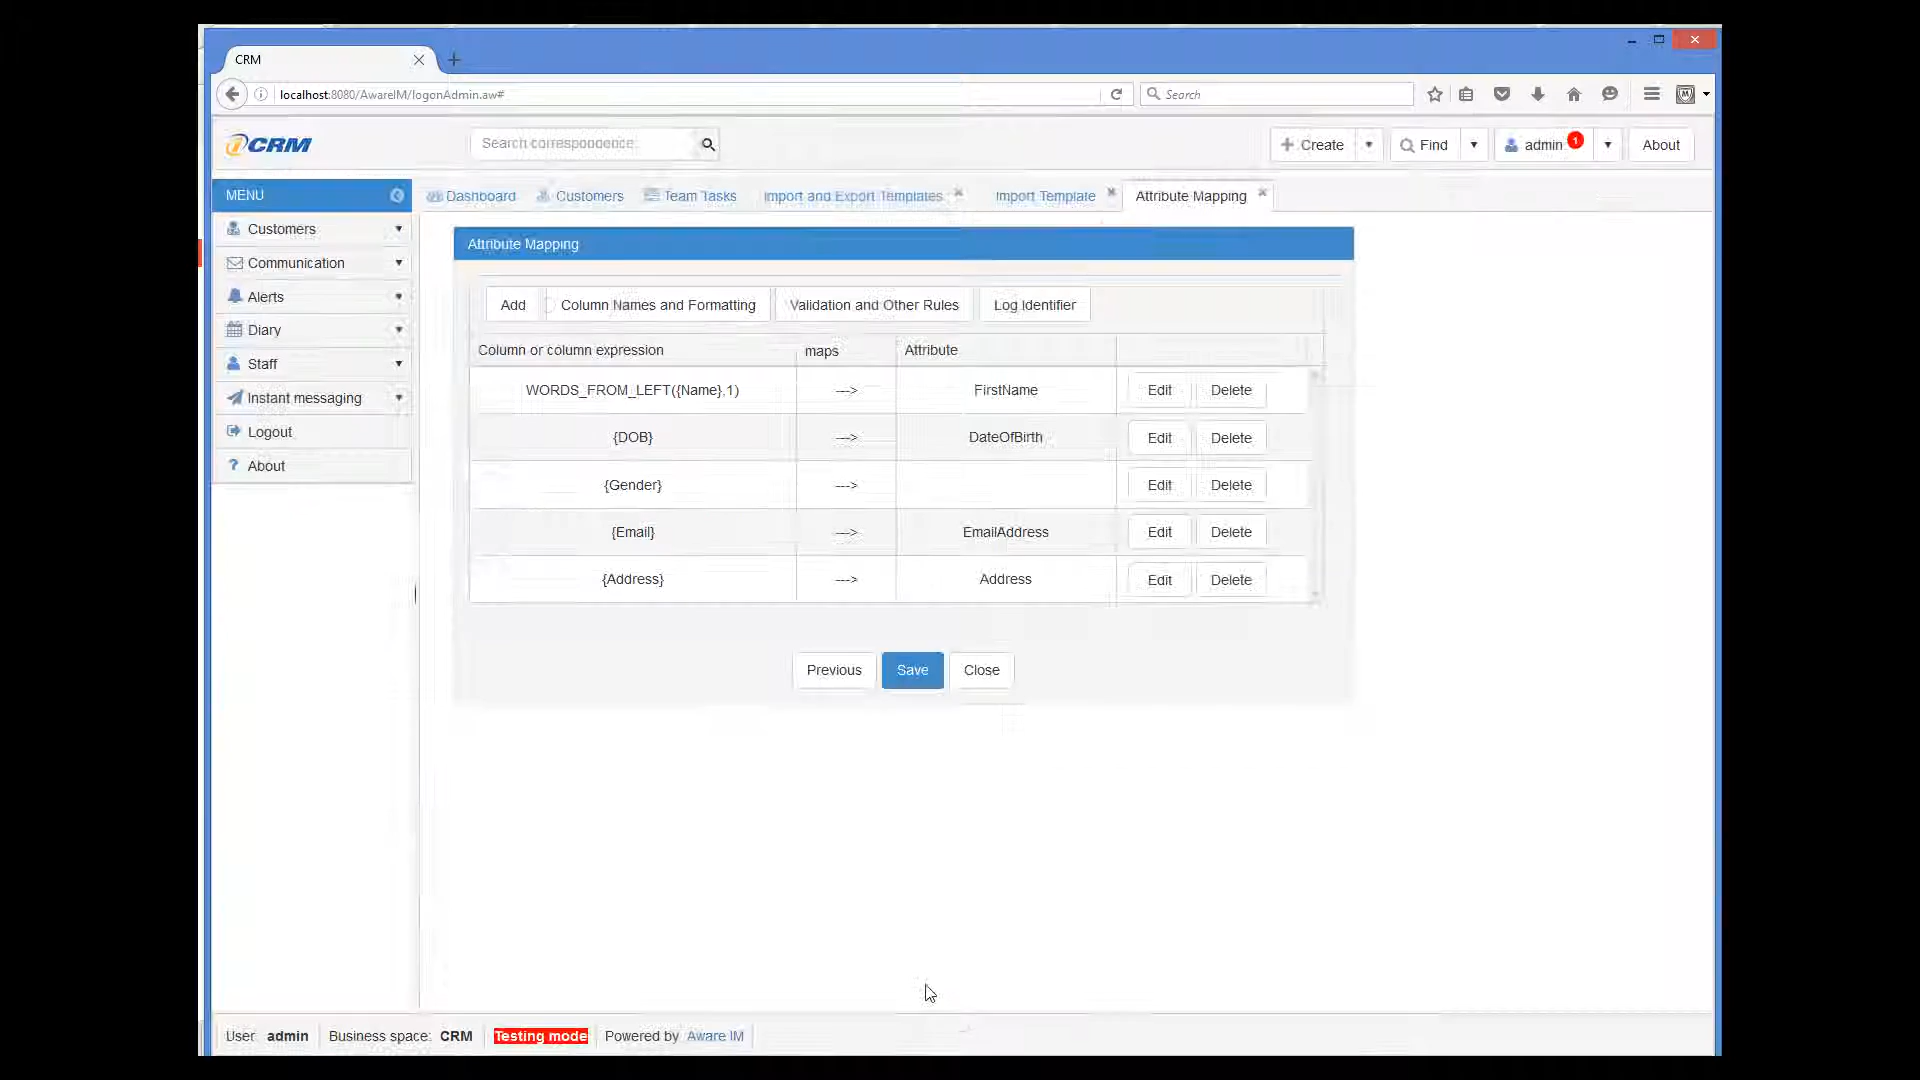 CRM
localhost:8080/AwareIM/logonAdmin.aw#
Search
CRM
Search correspondence
Create
Find
admin 1
About
MENU
Dashboard
Customers
Team Tasks
Import and Export Templates
Import Template
Attribute Mapping
Customers
Communication
Alerts
Diary
Staff
Instant messaging
Logout
? About
Attribute Mapping
Add
Column Names and Formatting
Validation and Other Rules
Log Identifier
Column or column expression maps Attribute
WORDS_FROM_LEFT({Name},1) ---> FirstName Edit Delete
{DOB} ---> DateOfBirth Edit Delete
{Gender} ---> Edit Delete
{Email} ---> EmailAddress Edit Delete
{Address} ---> Address Edit Delete
Previous Save Close
User admin Business space: CRM Testing mode Powered by Aware IM